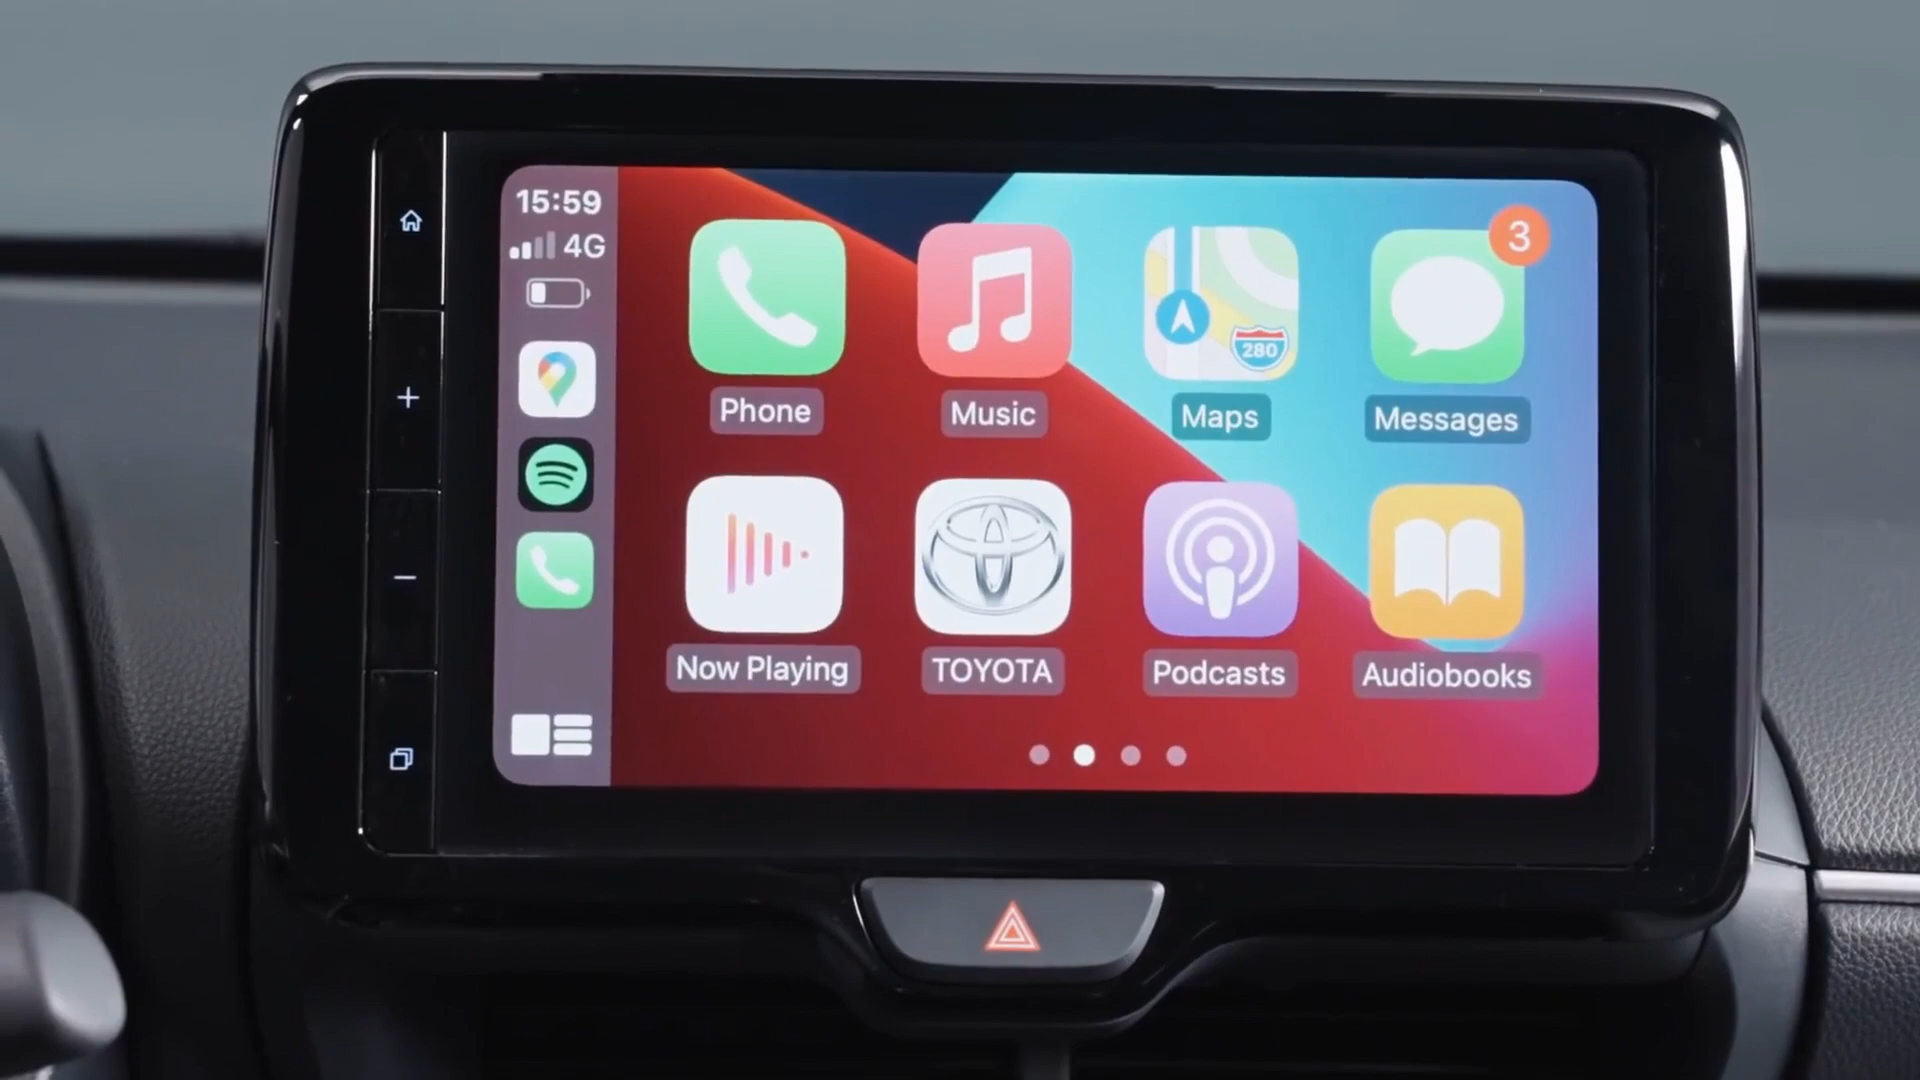 15:59
4G
280
3
Phone
Music
Maps
Messages
Now Playing
TOYOTA
Podcasts
Audiobooks